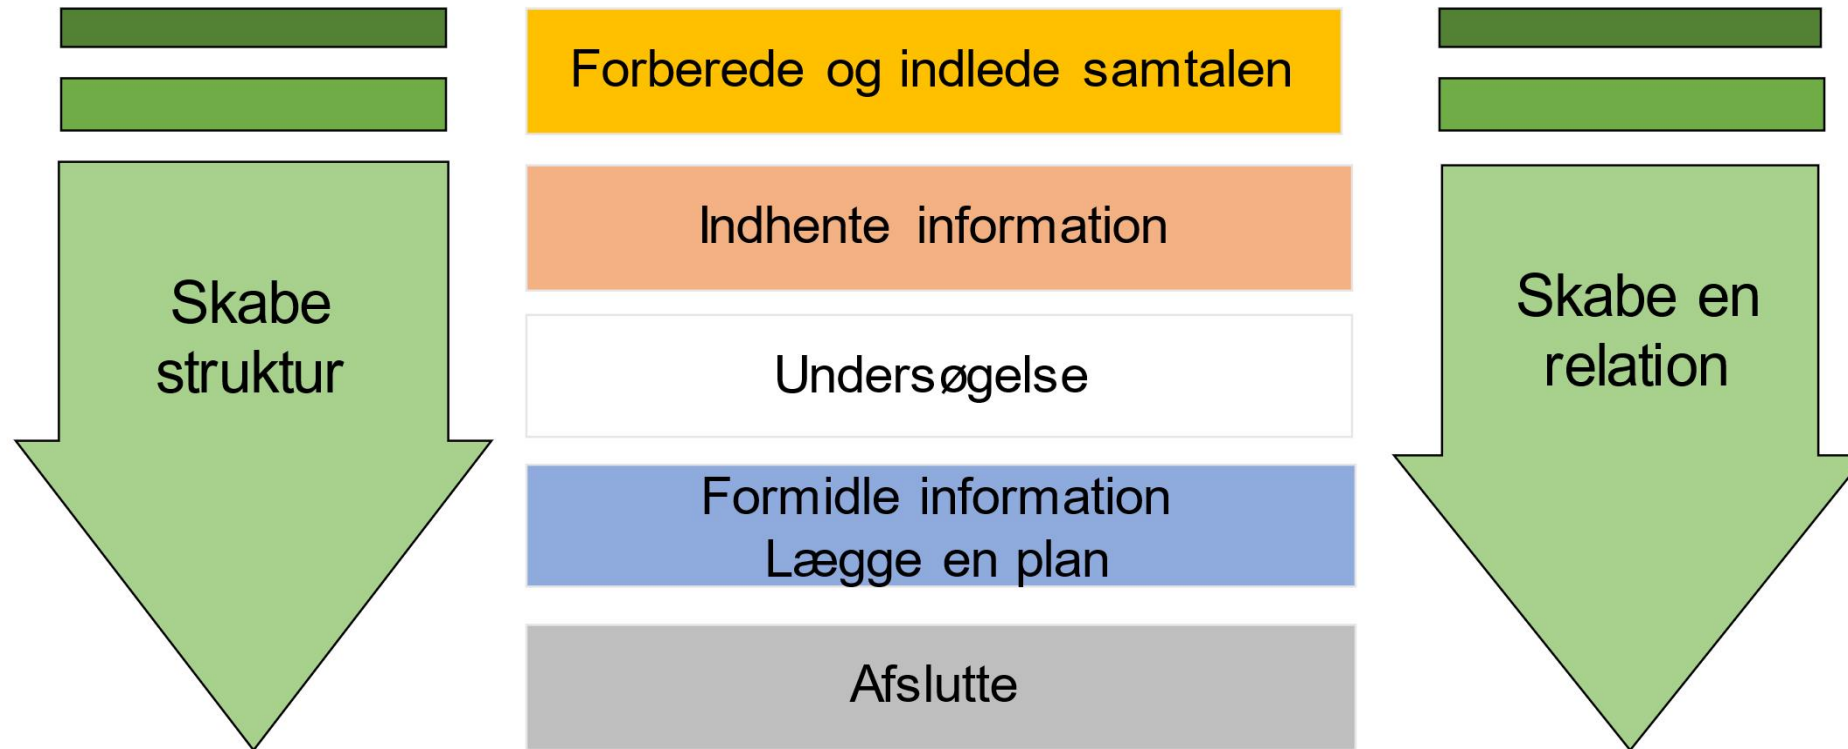 Forberede og indlede samtalen
Indhente information
Skabe
struktur
Undersøgelse
Skabe en
relation
Formidle information
Lægge en plan
Afslutte